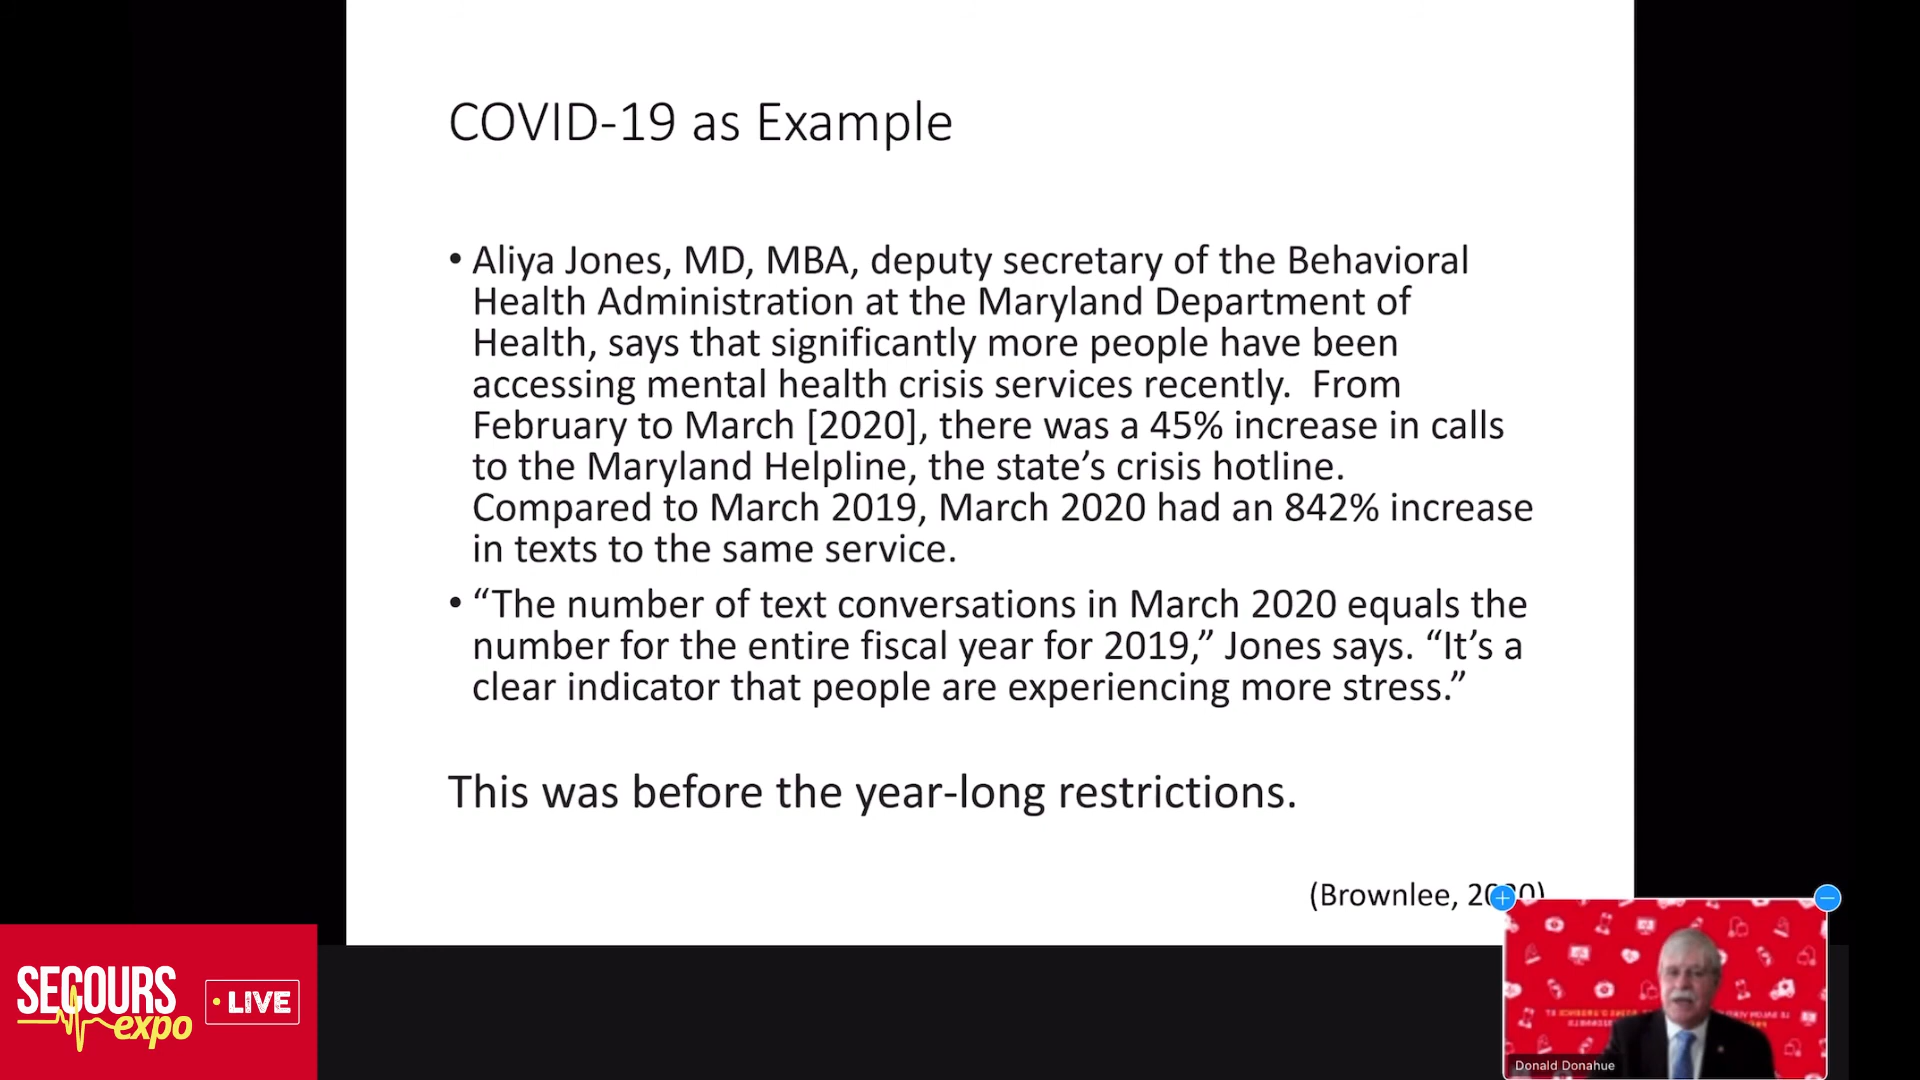 COVID-19 as Example
• Aliya Jones, MD, MBA, deputy secretary of the Behavioral
Health Administration at the Maryland Department of
Health, says that significantly more people have been
accessing mental health crisis services recently.  From
February to March [2020], there was a 45% increase in calls
to the Maryland Helpline, the state’s crisis hotline.
Compared to March 2019, March 2020 had an 842% increase
in texts to the same service.
• “The number of text conversations in March 2020 equals the
number for the entire fiscal year for 2019,” Jones says. “It’s a
clear indicator that people are experiencing more stress.”
This was before the year-long restrictions.
(Brownlee,
SECOURS
expo
• LIVE
Donald Donahue